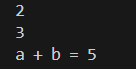 2
3
a + b = 5